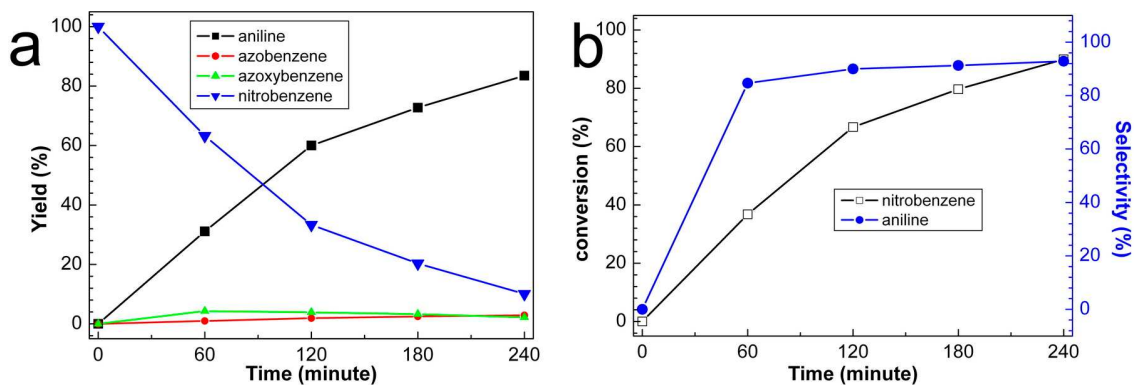 a
100
80
60
40
20
0
Yield (%)
aniline
azobenzene
azoxybenzene
nitrobenzene
0 60 120 180 240
Time (minute)
b
100
80
60
40
20
0
conversion (%)
nitrobenzene
aniline
100
80
60
40
20
0
Selectivity (%)
0 60 120 180 240
Time (minute)